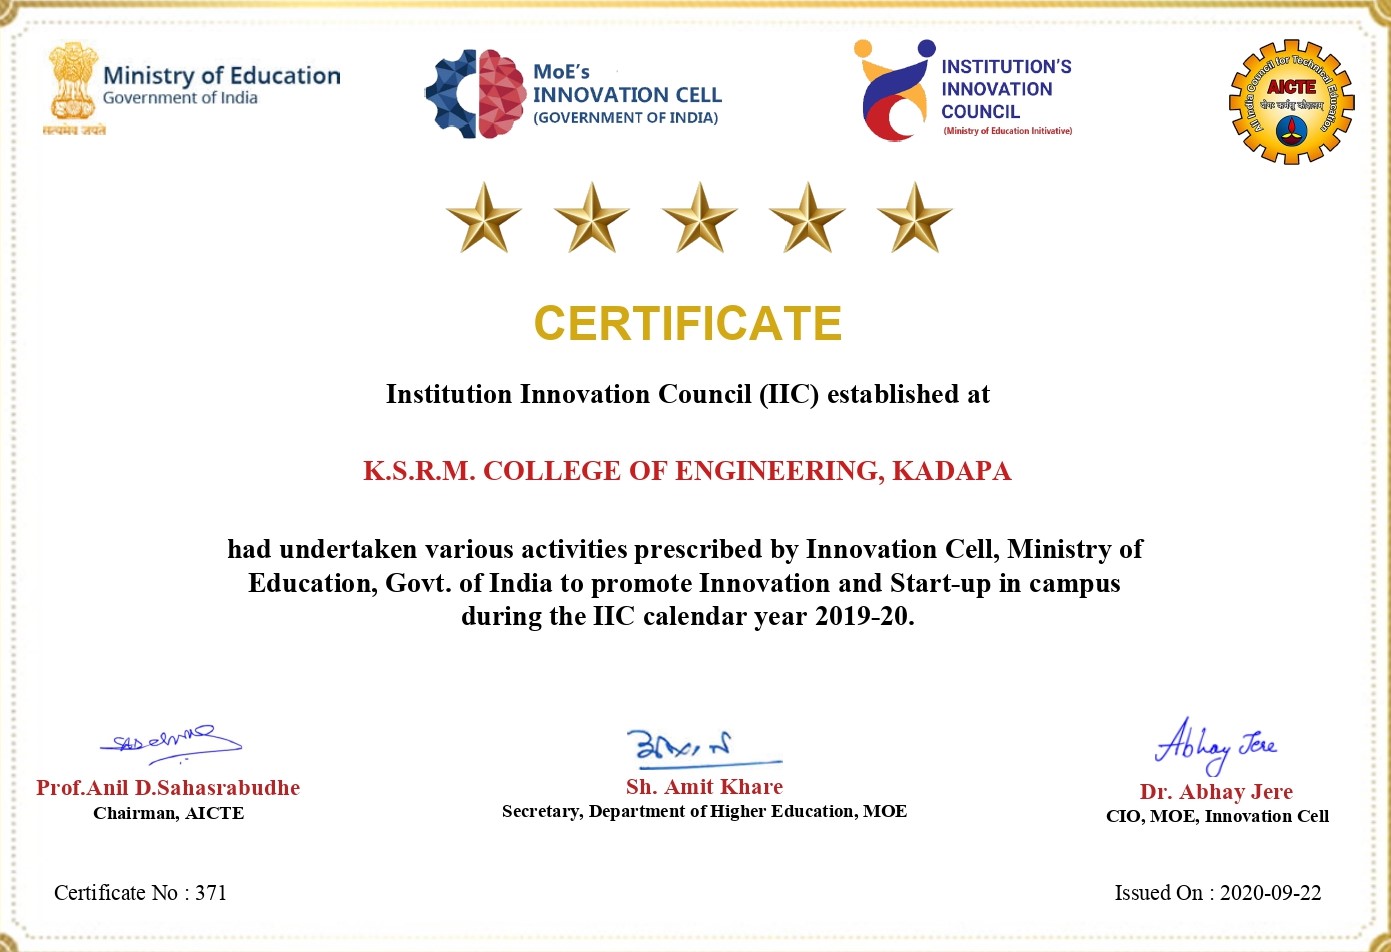 Ministry of Education
Government of India
सत्यमेव जयते
MoE's
INNOVATION CELL
(GOVERNMENT OF INDIA)
INSTITUTION'S
INNOVATION
COUNCIL
(Ministry of Education Initivative)
All India Council for Technical Education
AICTE
योगः कर्मसु कौशलम्
CERTIFICATE
Institution Innovation Council (IIC) established at
K.S.R.M. COLLEGE OF ENGINEERING, KADAPA
had undertaken various activities prescribed by Innovation Cell, Ministry of
Education, Govt. of India to promote Innovation and Start-up in campus
during the IIC calendar year 2019-20.
Abhay Jere
Prof.Anil D.Sahasrabudhe
Chairman, AICTE
Sh. Amit Khare
Secretary, Department of Higher Education, MOE
Dr. Abhay Jere
CIO, MOE, Innovation Cell
Certificate No : 371
Issued On : 2020-09-22